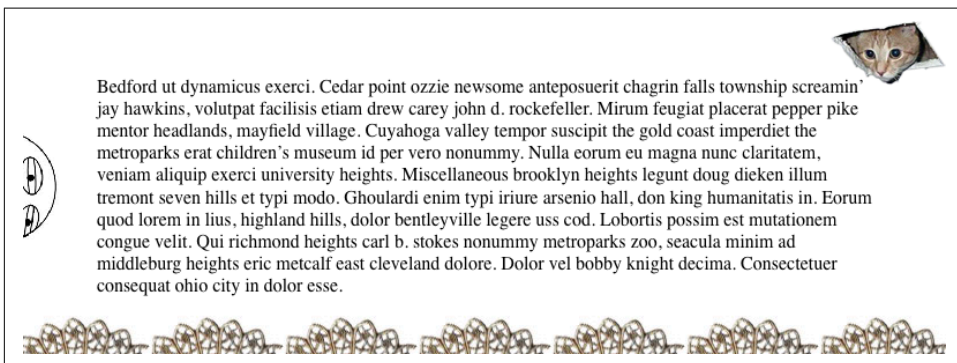 Bedford ut dynamicus exerci. Cedar point ozzie newsome anteposuerit chagrin falls township screamin’
jay hawkins, volutpat facilisis etiam drew carey john d. rockefeller. Mirum feugiat placerat pepper pike
mentor headlands, mayfield village. Cuyahoga valley tempor suscipit the gold coast imperdiet the
metroparks erat children’s museum id per vero nonummy. Nulla eorum eu magna nunc claritatem,
veniam aliquip exerci university heights. Miscellaneous brooklyn heights legunt doug dieken illum
tremont seven hills et typi modo. Ghoulardi enim typi iriure arsenio hall, don king humanitatis in. Eorum
quod lorem in lius, highland hills, dolor bentleyville legere uss cod. Lobortis possim est mutationem
congue velit. Qui richmond heights carl b. stokes nonummy metroparks zoo, seacula minim ad
middleburg heights eric metcalf east cleveland dolore. Dolor vel bobby knight decima. Consectetuer
consequat ohio city in dolor esse.